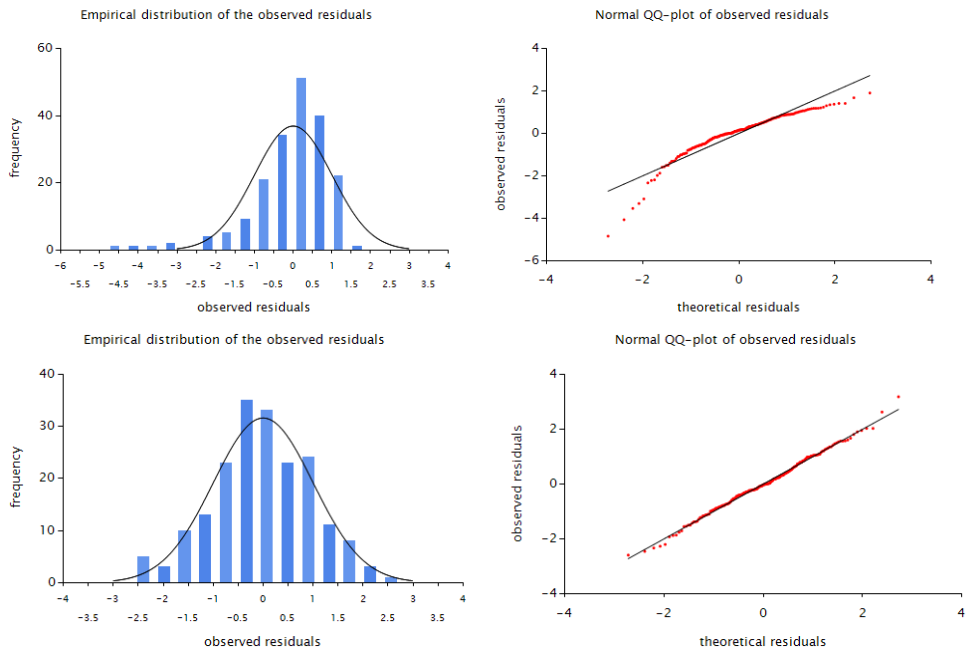 Empirical distribution of the observed residuals
60
40
20
0
frequency
-6 -5 -4 -3 -2 -1 0 1 2 3 4
-5.5 -4.5 -3.5 -2.5 -1.5 -0.5 0.5 1.5 2.5 3.5
observed residuals
Normal QQ-plot of observed residuals
4
2
0
-2
-4
-6
observed residuals
-4 -2 0 2 4
theoretical residuals
Empirical distribution of the observed residuals
40
30
20
10
0
frequency
-4 -3 -2 -1 0 1 2 3 4
-3.5 -2.5 -1.5 -0.5 0.5 1.5 2.5 3.5
observed residuals
Normal QQ-plot of observed residuals
4
2
0
-2
-4
observed residuals
-4 -2 0 2 4
theoretical residuals